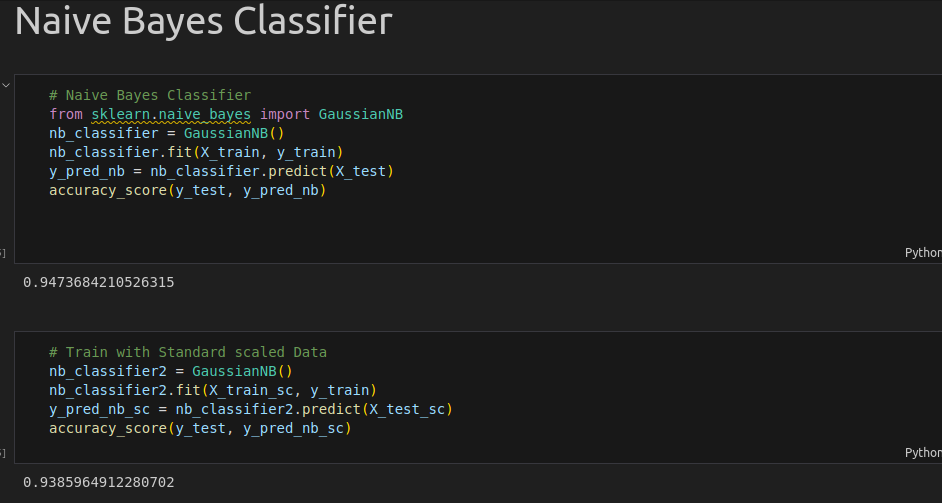 Naive Bayes Classifier
# Naive Bayes Classifier
from sklearn.naive_bayes import GaussianNB
nb_classifier = GaussianNB()
nb_classifier.fit(X_train, y_train)
y_pred_nb = nb_classifier.predict(X_test)
accuracy_score(y_test, y_pred_nb)
Python
0.9473684210526315
# Train with Standard scaled Data
nb_classifier2 = GaussianNB()
nb_classifier2.fit(X_train_sc, y_train)
y_pred_nb_sc = nb_classifier2.predict(X_test_sc)
accuracy_score(y_test, y_pred_nb_sc)
Python
0.9385964912280702